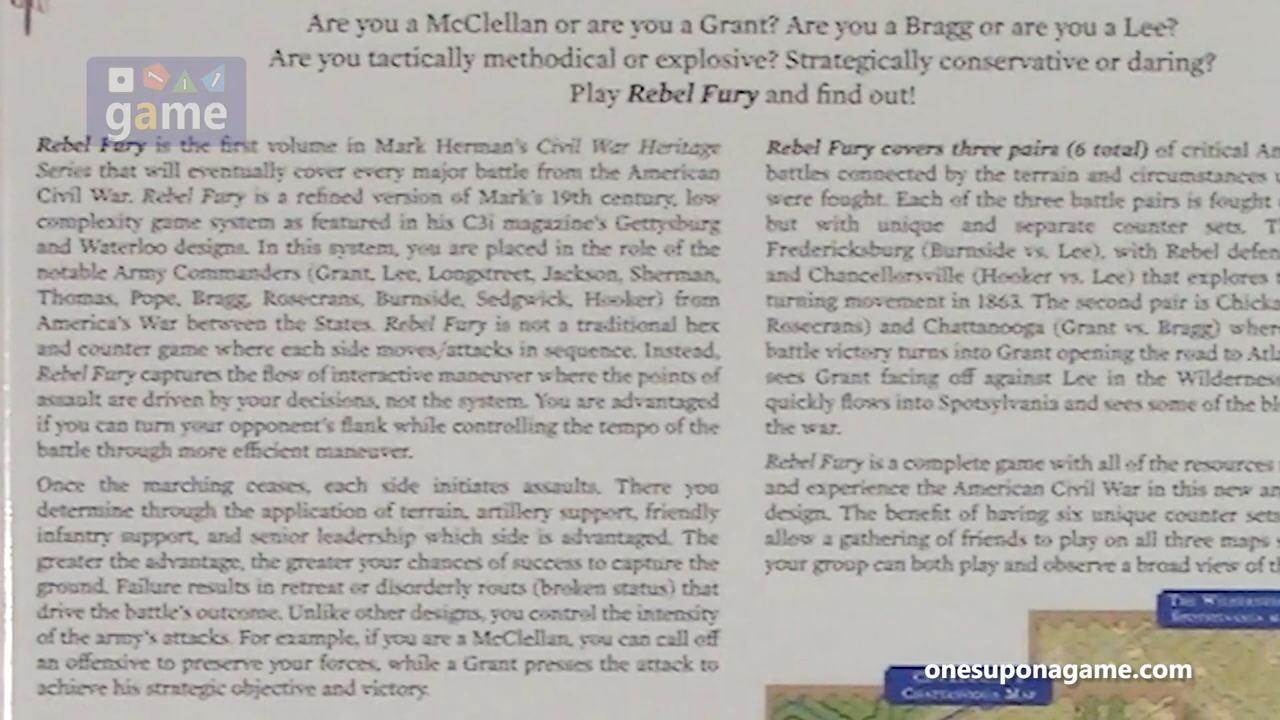 Are you a McClellan or are you a Grant? Are you a Bragg or are you a Lee?
Are you tactically methodical or explosive? Strategically conservative or daring?
Play Rebel Fury and find out!
game
Rebel Fury is the first volume in Mark Herman's Civil War Heritage
Series that will eventually cover every major battle from the American
Civil War. Rebel Fury is a refined version of Mark's 19th century, low
complexity game system as featured in his C3i magazine's Gettysburg
and Waterloo designs. In this system, you are placed in the role of the
notable Army Commanders (Grant, Lee, Longstreet, Jackson, Sherman,
Thomas, Pope, Bragg, Rosecrans, Burnside, Sedgwick, Hooker) from
America's War between the States. Rebel Fury is not a traditional hex
and counter game where each side moves/attacks in sequence. Instead,
Rebel Fury captures the flow of interactive maneuver where the points of
assault are driven by your decisions, not the system. You are advantaged
if you can turn your opponent's flank while controlling the tempo of the
battle through more efficient maneuver.
Once the marching ceases, each side initiates assaults. There you
determine through the application of terrain, artillery support, friendly
infantry support, and senior leadership which side is advantaged. The
greater the advantage, the greater your chances of success to capture the
ground. Failure results in retreat or disorderly routs (broken status) that
drive the battle's outcome. Unlike other designs, you control the intensity
of the army's attacks. For example, if you are a McClellan, you can call off
an offensive to preserve your forces, while a Grant presses the attack to
achieve his strategic objective and victory.
Rebel Fury covers three pairs (6 total) of critical
battles connected by the terrain and circumstances
were fought. Each of the three battle pairs is fought
but with unique and separate counter sets.
Fredericksburg (Burnside vs. Lee), with Rebel
and Chancellorsville (Hooker vs. Lee) that explores
turning movement in 1863. The second pair is
Rosecrans) and Chattanooga (Grant vs. Bragg)
battle victory turns into Grant opening the road to
sees Grant facing off against Lee in the
quickly flows into Spotsylvania and sees some of the
the war.
Rebel Fury is a complete game with all of the resources
and experience the American Civil War in this new
design. The benefit of having six unique counter
allow a gathering of friends to play on all three maps
your group can both play and observe a broad view of
Chattanooga Map
onesuponagame.com